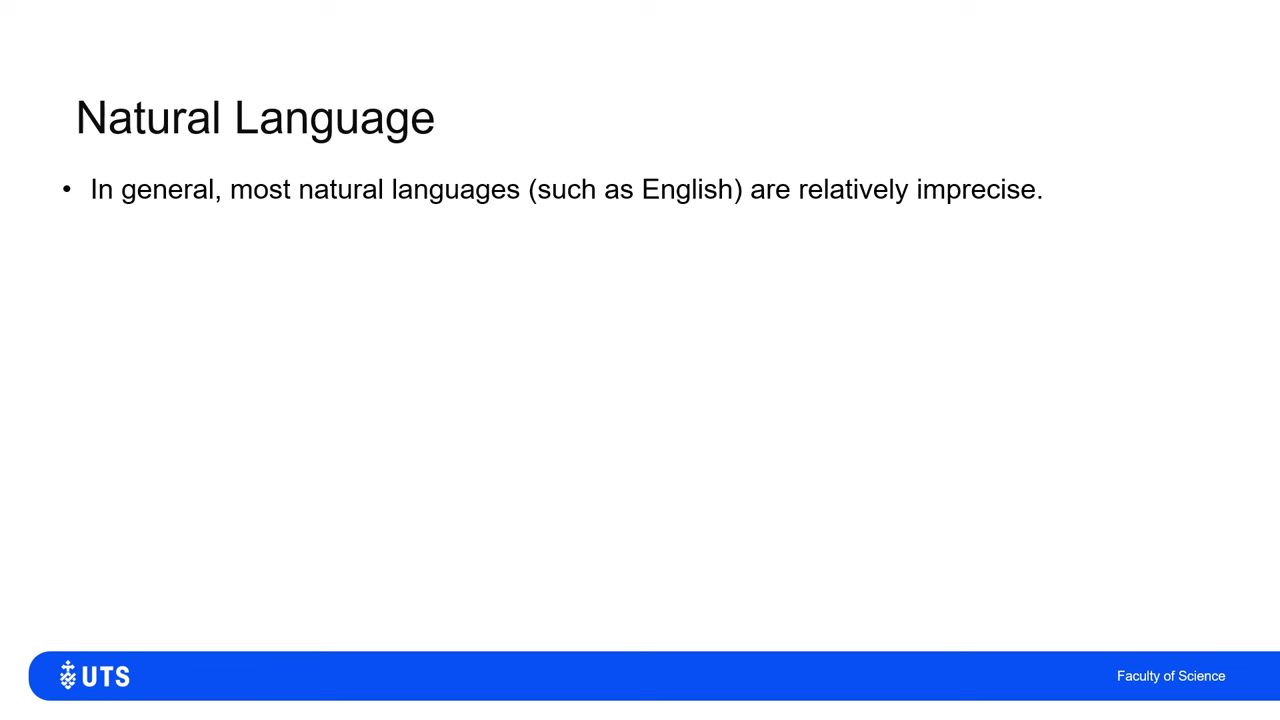 Natural Language
• In general, most natural languages (such as English) are relatively imprecise.
UTS
Faculty of Science